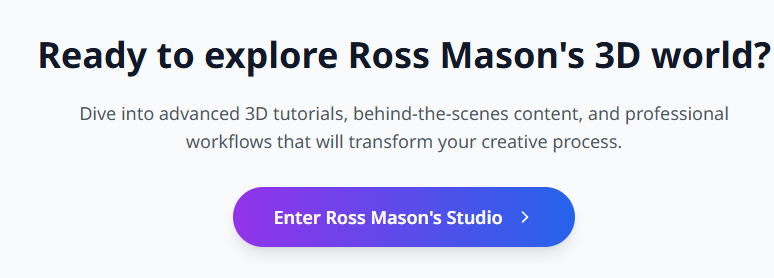 Ready to explore Ross Mason's 3D world?
Dive into advanced 3D tutorials, behind-the-scenes content, and professional
workflows that will transform your creative process.
Enter Ross Mason's Studio